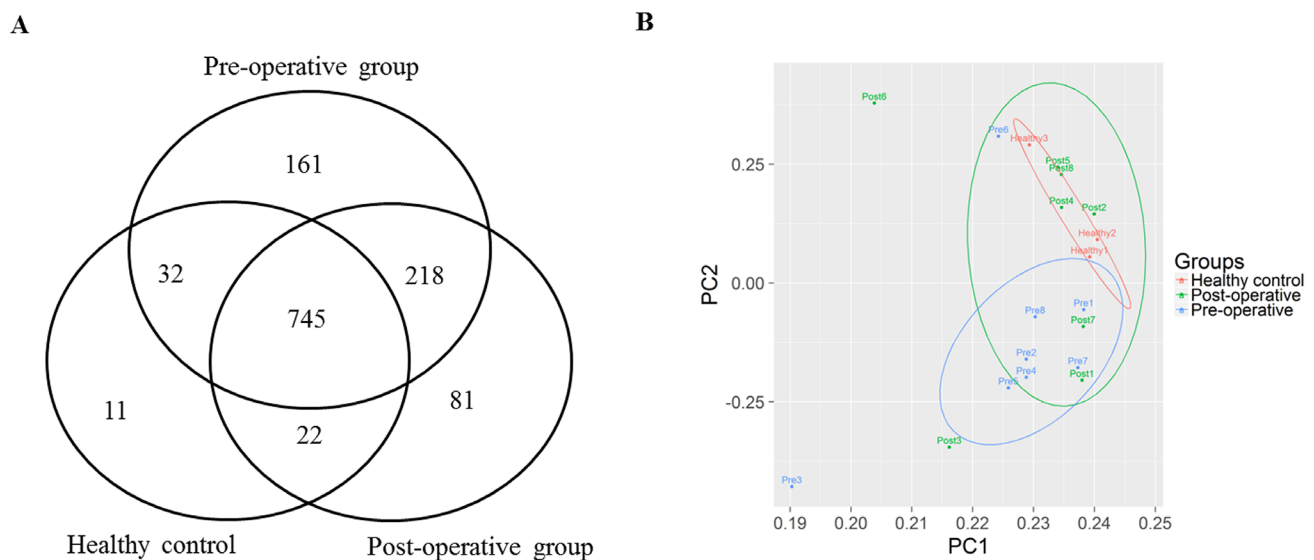 A
Pre-operative group
161
32
218
745
11
22
81
Healthy control
Post-operative group
B
PC2
0.25
0.00
-0.25
Post6
Pre6
Healthy3
Post5
Post8
Post4
Post2
Healthy2
Healthy1
Pre8
Pre1
Post7
Pre2
Pre4
Pre7
Pre5
Post1
Post3
Pre3
0.19 0.20 0.21 0.22 0.23 0.24 0.25
PC1
Groups
Healthy control
Post-operative
Pre-operative